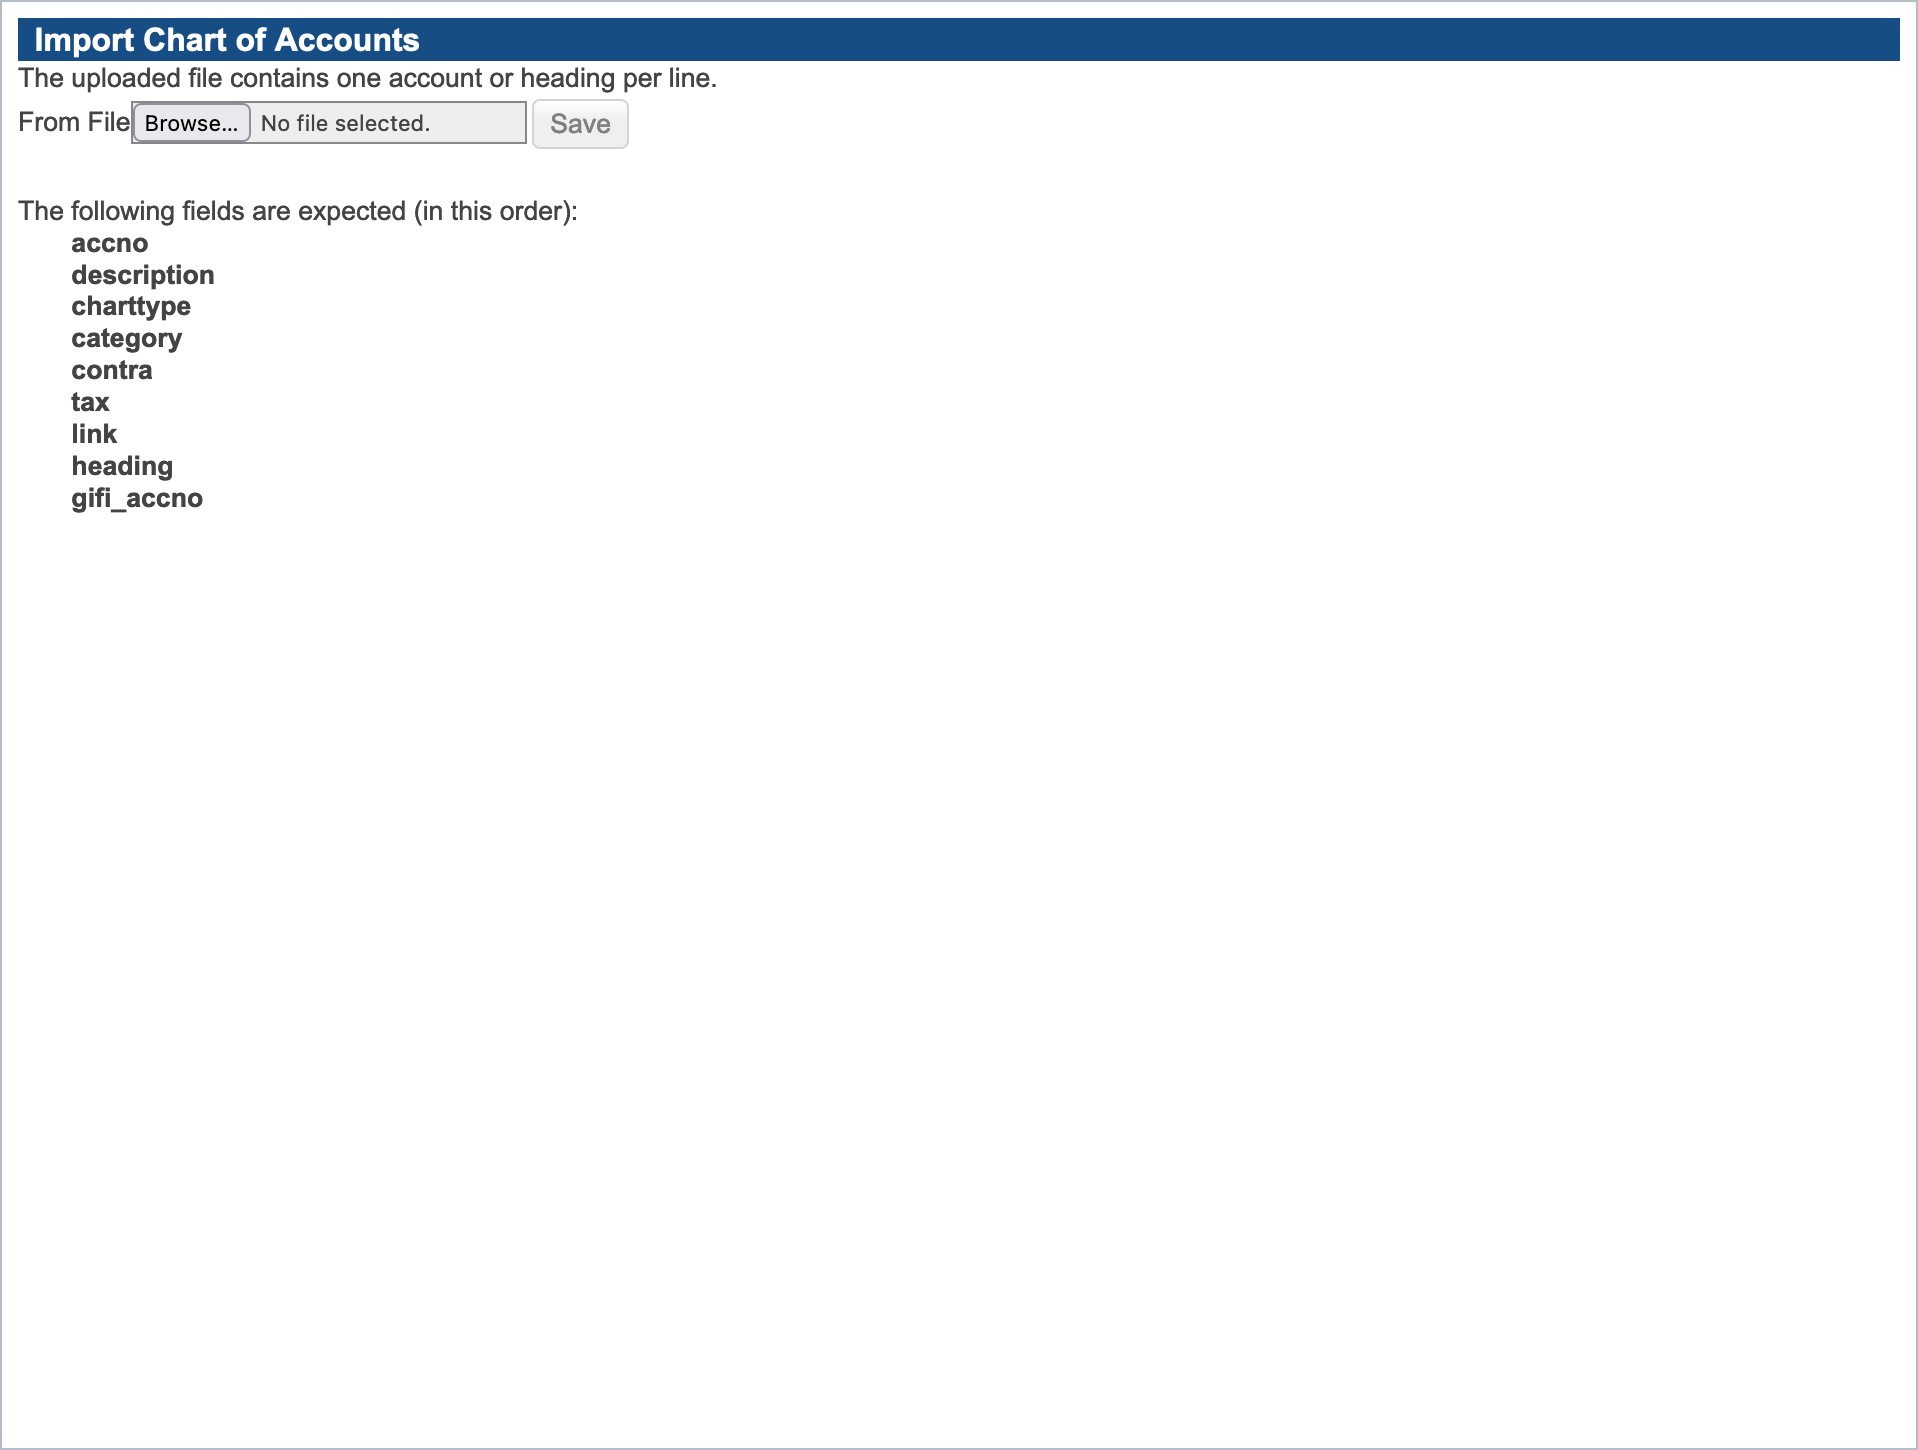 Import Chart of Accounts
The uploaded file contains one account or heading per line.
From File Browse... No file selected. Save
The following fields are expected (in this order):
accno
description
charttype
category
contra
tax
link
heading
gifi_accno